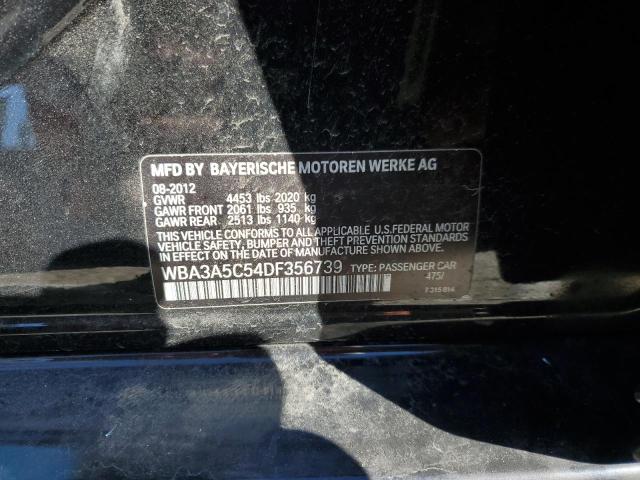 MFD BY BAYERISCHE MOTOREN WERKE AG
08-2012
GVWR 4453 lbs 2020 kg
GAWR FRONT 2061 lbs 935 kg
GAWR REAR 2513 lbs 1140 kg
THIS VEHICLE CONFORMS TO ALL APPLICABLE U.S.FEDERAL MOTOR
VEHICLE SAFETY, BUMPER AND THEFT PREVENTION STANDARDS
IN EFFECT ON THE DATE OF MANUFACTURE SHOWN ABOVE.
WBA3A5C54DF356739 TYPE: PASSENGER CAR
475/
7315814